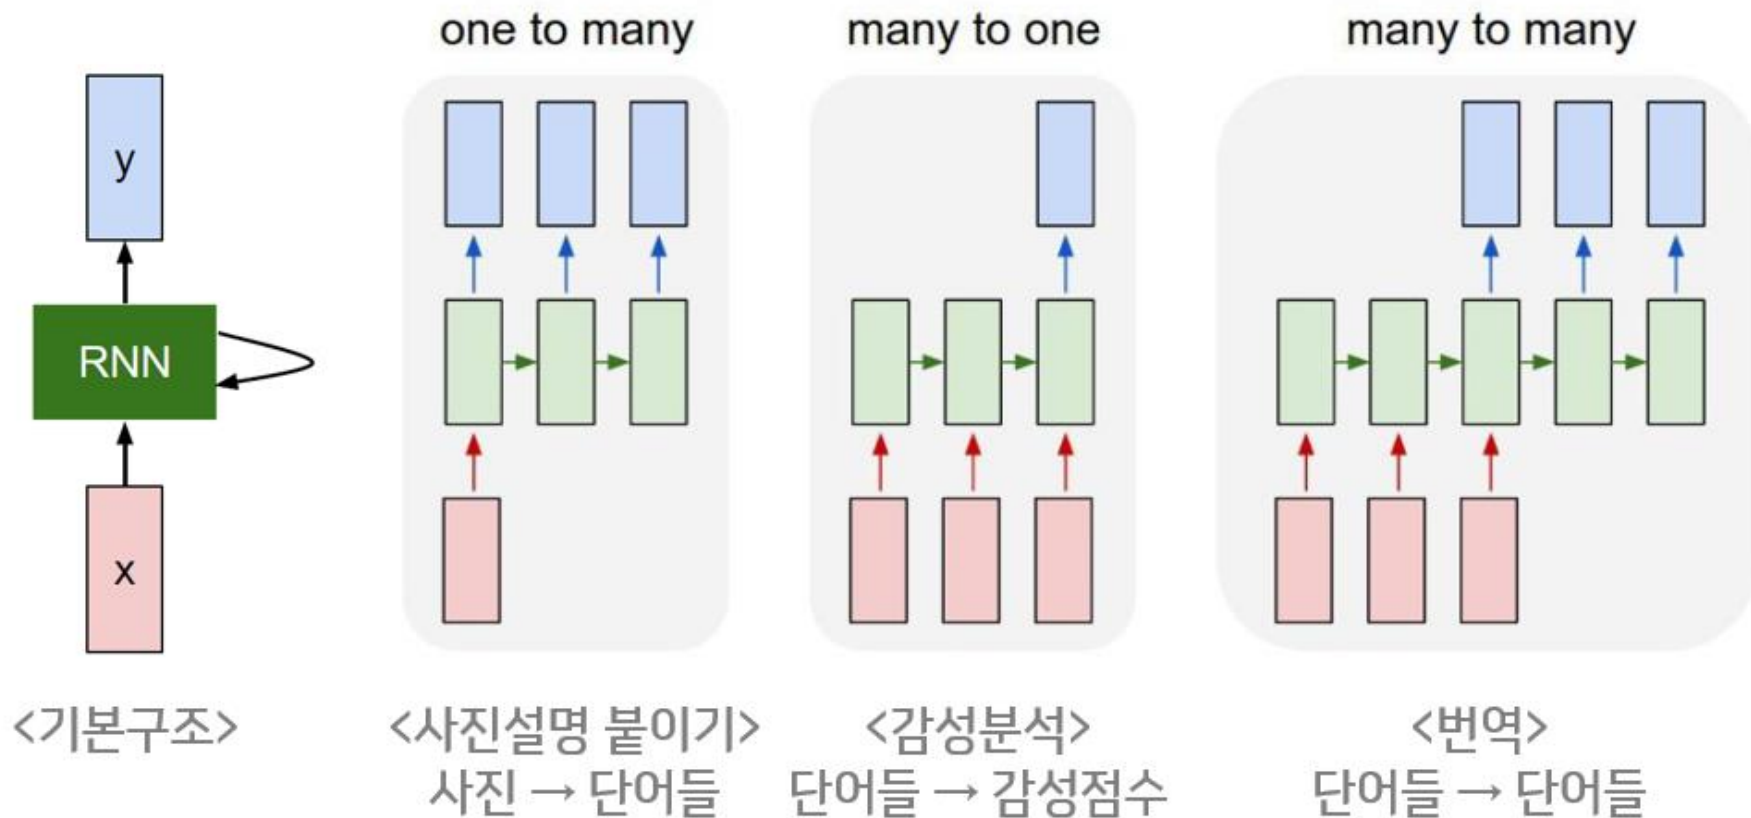 one to many
many to one
many to many
y
RNN
x
<기본구조>
<사진설명 붙이기>
사진 → 단어들
<감성분석>
단어들 → 감성점수
<번역>
단어들 → 단어들